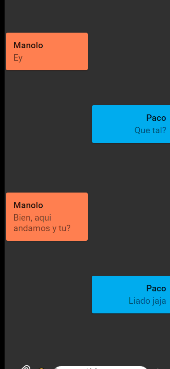 Manolo
Ey
Paco
Que tal?
Manolo
Bien, aqui
andamos y tu?
Paco
Liado jaja